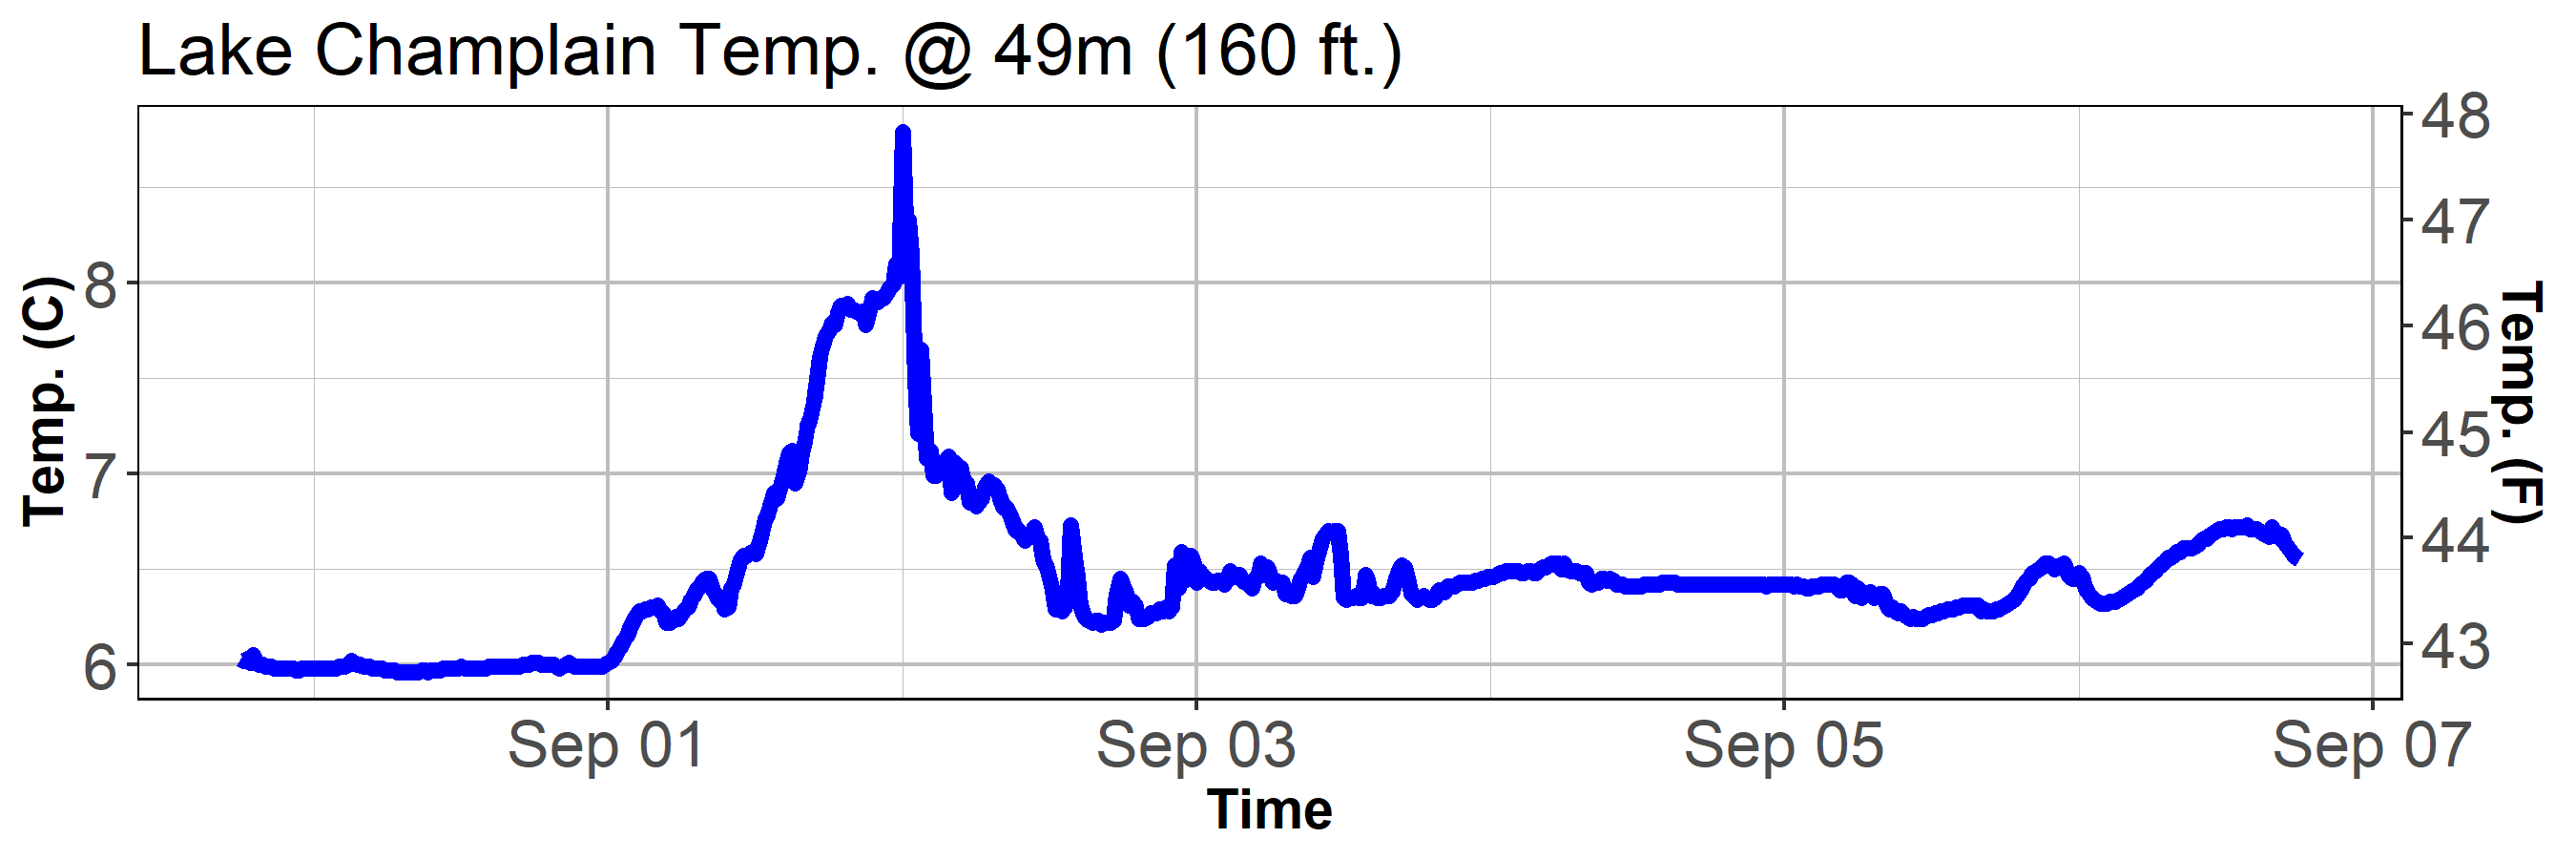 Lake Champlain Temp. @ 49m (160 ft.)
Temp. (C)
8
7
6
48
47
46
45
44
43
Temp. (F)
Sep 01 Sep 03 Sep 05 Sep 07
Time